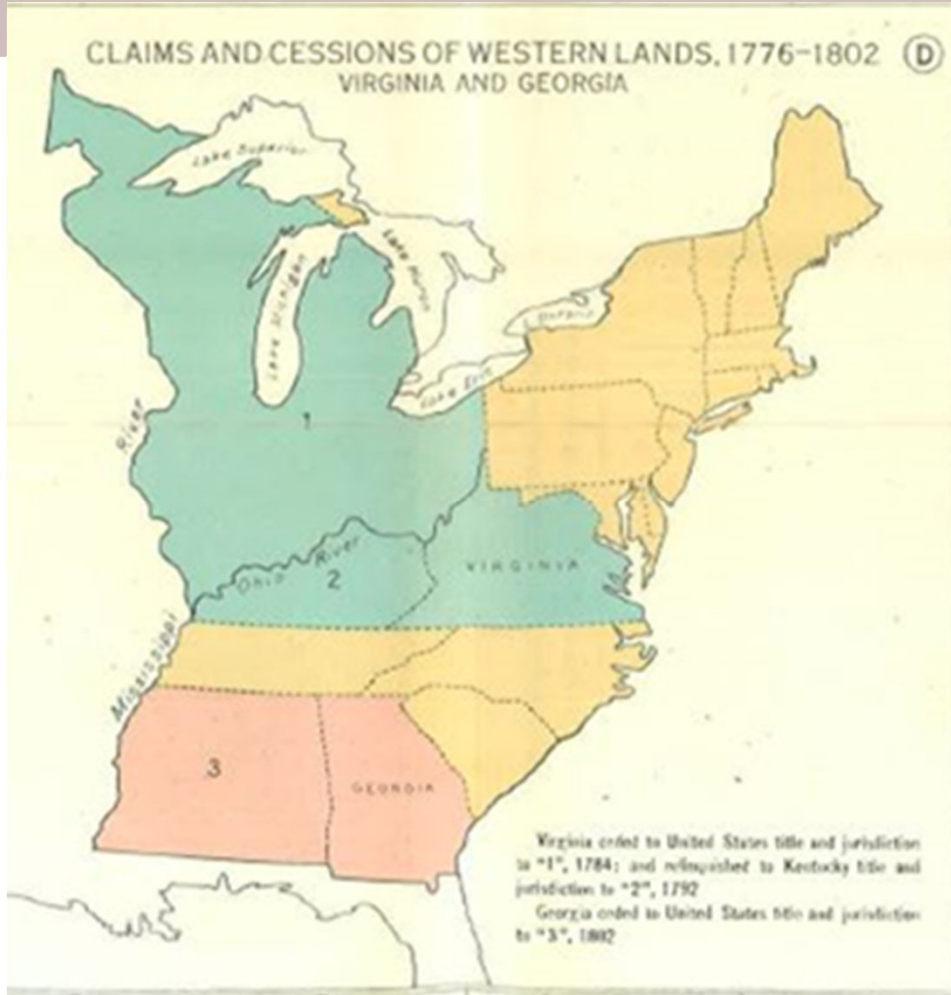 CLAIMS AND CESSIONS OF WESTERN LANDS, 1776–1802 D
VIRGINIA AND GEORGIA
Lake Superior
Lake Michigan
Lake Huron
L. Ontario
Lake Erie
1
River
VIRGINIA
Ohio River
2
Mississippi
3
GEORGIA
Virginia ceded to United States title and jurisdiction
to "1", 1784; and relinquished to Kentucky title and
jurisdiction to "2", 1792
Georgia ceded to United States title and jurisdiction
to "3", 1802